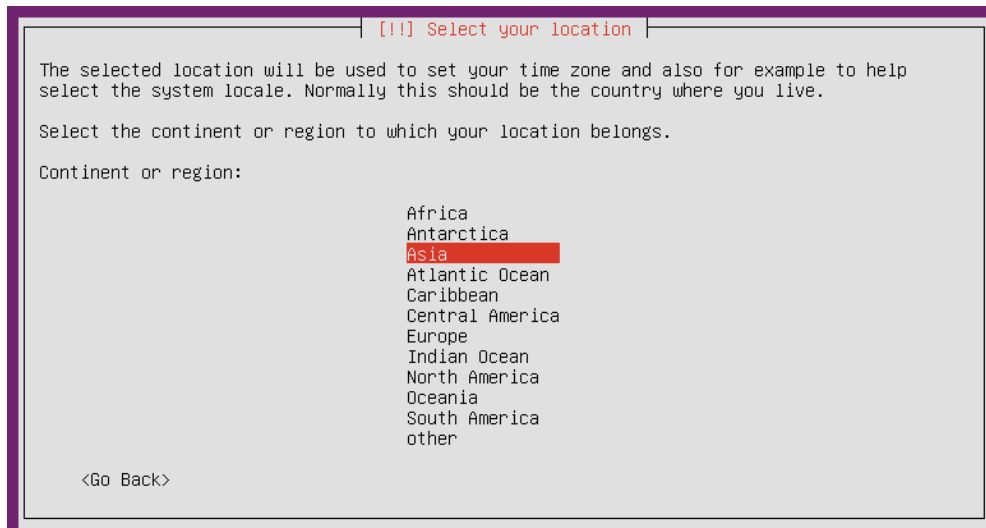 [!!] Select your location
The selected location will be used to set your time zone and also for example to help
select the system locale. Normally this should be the country where you live.
Select the continent or region to which your location belongs.
Continent or region:
Africa
Antarctica
Asia
Atlantic Ocean
Caribbean
Central America
Europe
Indian Ocean
North America
Oceania
South America
other
<Go Back>